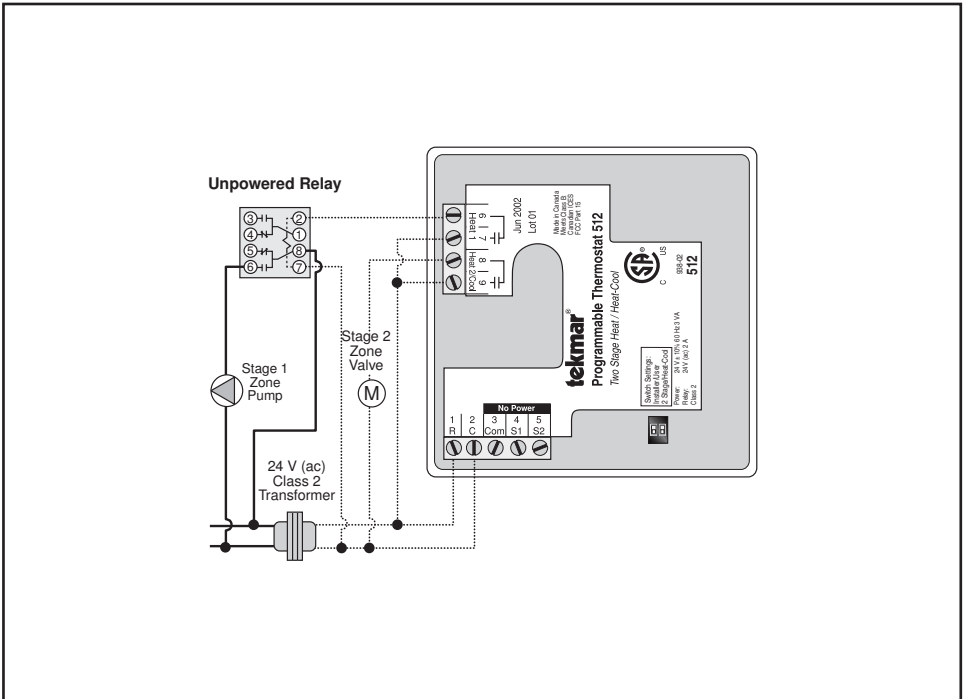 Unpowered Relay
3 2
4 1
5 8
6 7
Stage 1
Zone
Pump
24 V (ac)
Class 2
Transformer
Stage 2
Zone
Valve
M
6 7
Heat 1
8 9
Heat 2/Cool
Jun 2002
Lot 01
Made in Canada
Meets Class B
Canadian ICES
FCC Part 15
tekmar®
Programmable Thermostat 512
Two Stage Heat / Heat-Cool
SA®
C US
938-02
512
Switch Settings:
Installer/User
2 Stage/Heat-Cool
Power: 24 V ± 10% 60 Hz 3 VA
Relay: 24 V (ac) 2 A
Class 2
No Power
1 2 3 4 5
R C Com S1 S2